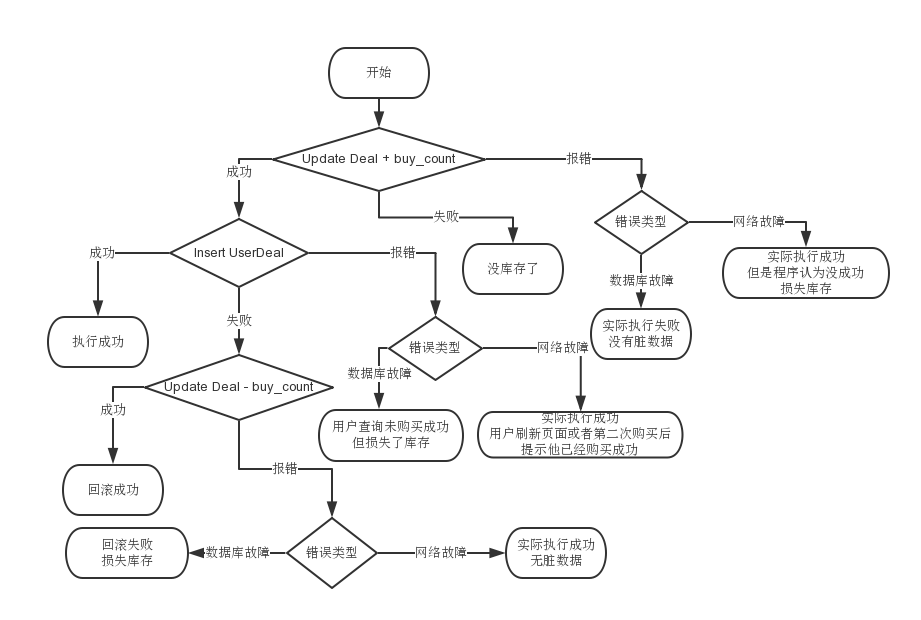 开始
Update Deal + buy_count
成功
报错
失败
错误类型
网络故障
实际执行成功
但是程序认为没成功
损失库存
数据库故障
实际执行失败
没有脏数据
没库存了
Insert UserDeal
成功
报错
执行成功
失败
错误类型
网络故障
数据库故障
用户查询未购买成功
但损失了库存
实际执行成功
用户刷新页面或者第二次购买后
提示他已经购买成功
Update Deal - buy_count
成功
回滚成功
报错
错误类型
数据库故障
回滚失败
损失库存
网络故障
实际执行成功
无脏数据